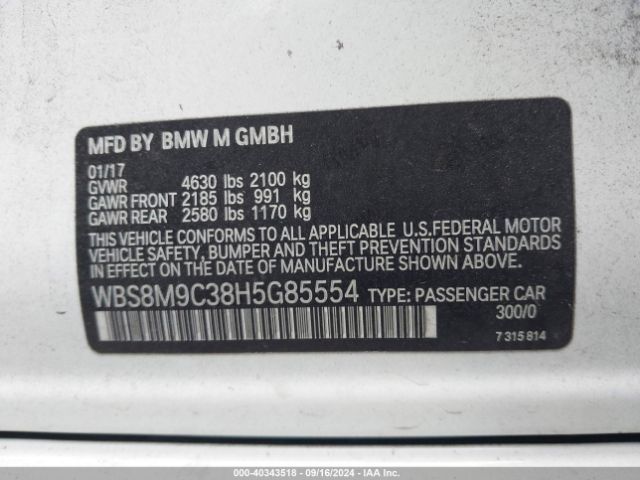 MFD BY BMW M GMBH
01/17
GVWR 4630 lbs 2100 kg
GAWR FRONT 2185 lbs 991 kg
GAWR REAR 2580 lbs 1170 kg
THIS VEHICLE CONFORMS TO ALL APPLICABLE U.S.FEDERAL MOTOR
VEHICLE SAFETY, BUMPER AND THEFT PREVENTION STANDARDS
IN EFFECT ON THE DATE OF MANUFACTURE SHOWN ABOVE.
WBS8M9C38H5G85554 TYPE: PASSENGER CAR
300/0
7 315 814
000-40343518 - 09/16/2024 - IAA Inc.